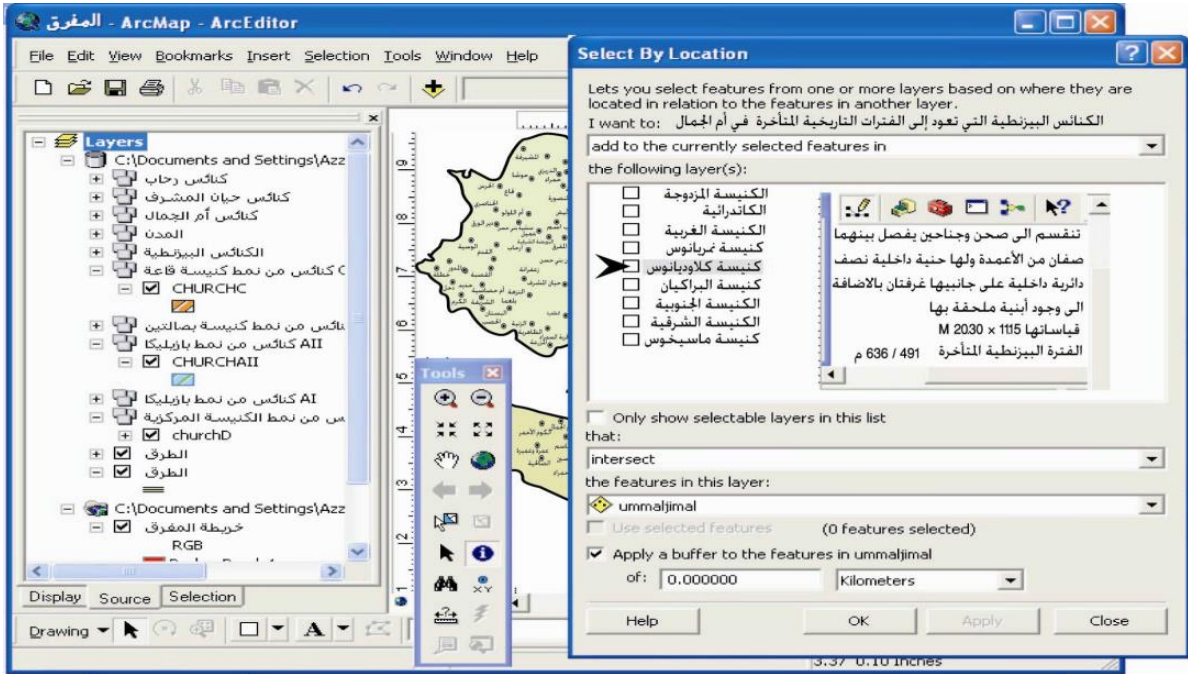 المفرق - ArcMap - ArcEditor
File Edit View Bookmarks Insert Selection Tools Window Help
Layers
C:\Documents and Settings\Azz
كنائس رحاب
كنائس حيان المشرف
كنائس أم الجمال
المدن
الكنائس البيزنطية
كنائس من نمط كنيسة قاعة C
CHURCHC
نائس من نمط كنيسة بصالتين
كنائس من نمط بازيليكا AII
CHURCHAII
كنائس من نمط بازيليكا AI
س من نمط الكنيسة المركزية
churchD
الطرق
الطرق
C:\Documents and Settings\Azz
خريطة المفرق
RGB
Display Source Selection
Drawing
A
Tools
XY
Select By Location
Lets you select features from one or more layers based on where they are
located in relation to the features in another layer.
I want to: الكنائس البيزنطية التي تعود إلى الفترات التاريخية المتأخرة في أم الجمال
add to the currently selected features in
the following layer(s):
الكنيسة المزدوجة
الكاتدرائية
الكنيسة الغربية
كنيسة نمريانوس
كنيسة كلاوديانوس
كنيسة البراكيان
الكنيسة الجنوبية
الكنيسة الشرقية
كنيسة ماسيخوس
تنقسم الى صحن وجناحين يفصل بينهما
صفان من الأعمدة ولها حنية داخلية نصف
دائرية داخلية على جانبيها غرفتان بالاضافة
الى وجود أبنية ملحقة بها
قياساتها 1115 × 2030 M
الفترة البيزنطية المتأخرة 491 / 636 م
Only show selectable layers in this list
that:
intersect
the features in this layer:
ummaljimal
Use selected features (0 features selected)
Apply a buffer to the features in ummaljimal
of: 0.000000 Kilometers
Help OK Apply Close
3.37 0.10 Inches